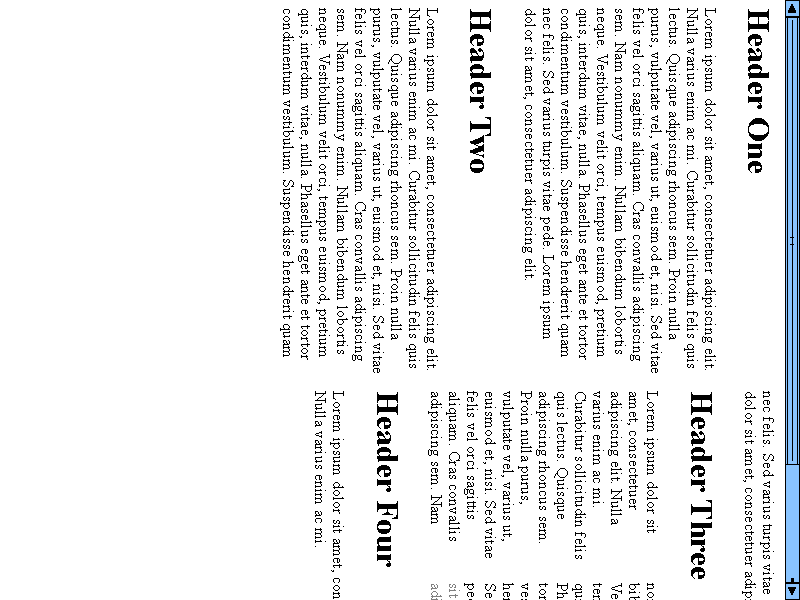 Header One
Lorem ipsum dolor sit amet, consectetuer adipiscing elit.
Nulla varius enim ac mi. Curabitur sollicitudin felis quis
lectus. Quisque adipiscing rhoncus sem. Proin nulla
purus, vulputate vel, varius ut, euismod et, nisi. Sed vitae
felis vel orci sagittis aliquam. Cras convallis adipiscing
sem. Nam nonummy enim. Nullam bibendum lobortis
neque. Vestibulum velit orci, tempus euismod, pretium
quis, interdum vitae, nulla. Phasellus eget ante et tortor
condimentum vestibulum. Suspendisse hendrerit quam
nec felis. Sed varius turpis vitae pede. Lorem ipsum
dolor sit amet, consectetuer adipiscing elit.
Header Two
Lorem ipsum dolor sit amet, consectetuer adipiscing elit.
Nulla varius enim ac mi. Curabitur sollicitudin felis quis
lectus. Quisque adipiscing rhoncus sem. Proin nulla
purus, vulputate vel, varius ut, euismod et, nisi. Sed vitae
felis vel orci sagittis aliquam. Cras convallis adipiscing
sem. Nam nonummy enim. Nullam bibendum lobortis
neque. Vestibulum velit orci, tempus euismod, pretium
quis, interdum vitae, nulla. Phasellus eget ante et tortor
condimentum vestibulum. Suspendisse hendrerit quam
nec felis. Sed varius turpis vitae
dolor sit amet, consectetuer adip
Header Three
Lorem ipsum dolor sit
amet, consectetuer
adipiscing elit. Nulla
varius enim ac mi.
Curabitur sollicitudin felis
quis lectus. Quisque
adipiscing rhoncus sem.
Proin nulla purus,
vulputate vel, varius ut,
euismod et, nisi. Sed vitae
felis vel orci sagittis
aliquam. Cras convallis
adipiscing sem. Nam
no
bib
Ve
ter
qu
Ph
tor
ve
he
Se
pe
sit
adi
Header Four
Lorem ipsum dolor sit amet, con
Nulla varius enim ac mi.